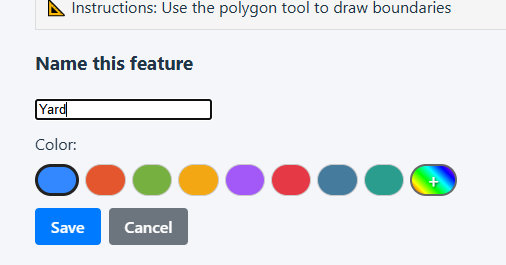 Instructions: Use the polygon tool to draw boundaries
Name this feature
Yard
Color:
+
Save Cancel